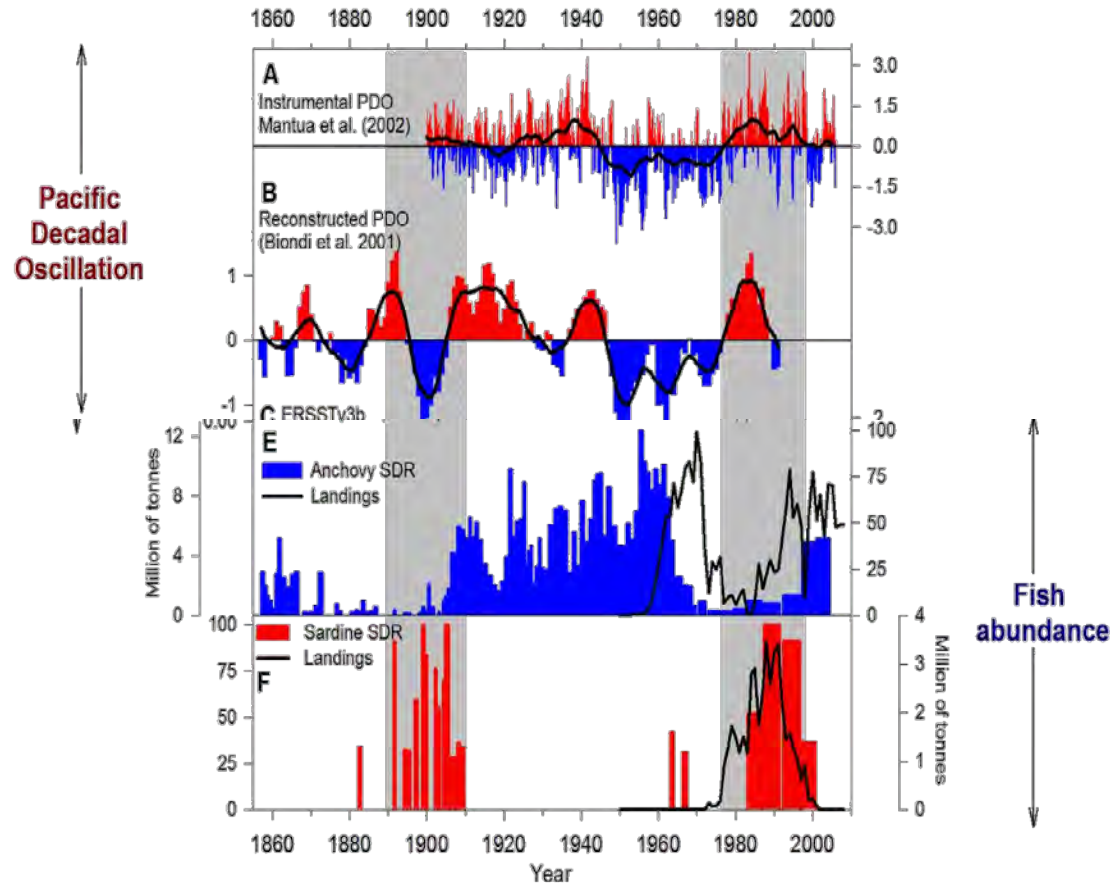 1860 1880 1900 1920 1940 1960 1980 2000
A
Instrumental PDO
Mantua et al. (2002)
3.0
1.5
0.0
-1.5
-3.0
Pacific
Decadal
Oscillation
B
Reconstructed PDO
(Biondi et al. 2001)
1
0
-1
C ERSSTv3b
-2
0.00
E
Anchovy SDR
Landings
12
8
4
0
Million of tonnes
100
75
50
25
0
Fish
abundance
F
Sardine SDR
Landings
100
75
50
25
0
4
3
2
1
0
Million of tonnes
1860 1880 1900 1920 1940 1960 1980 2000
Year